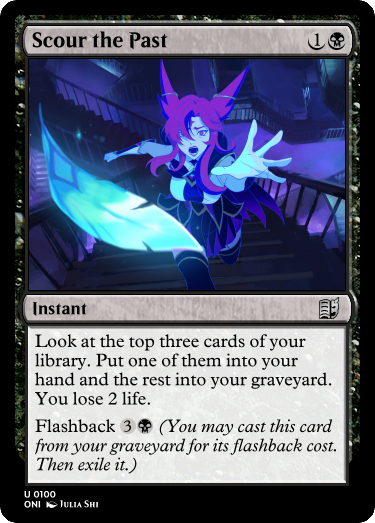 Scour the Past 1
Instant
Look at the top three cards of your
library. Put one of them into your
hand and the rest into your graveyard.
You lose 2 life.
Flashback 3 (You may cast this card
from your graveyard for its flashback cost.
Then exile it.)
U 0100
ONI Julia Shi